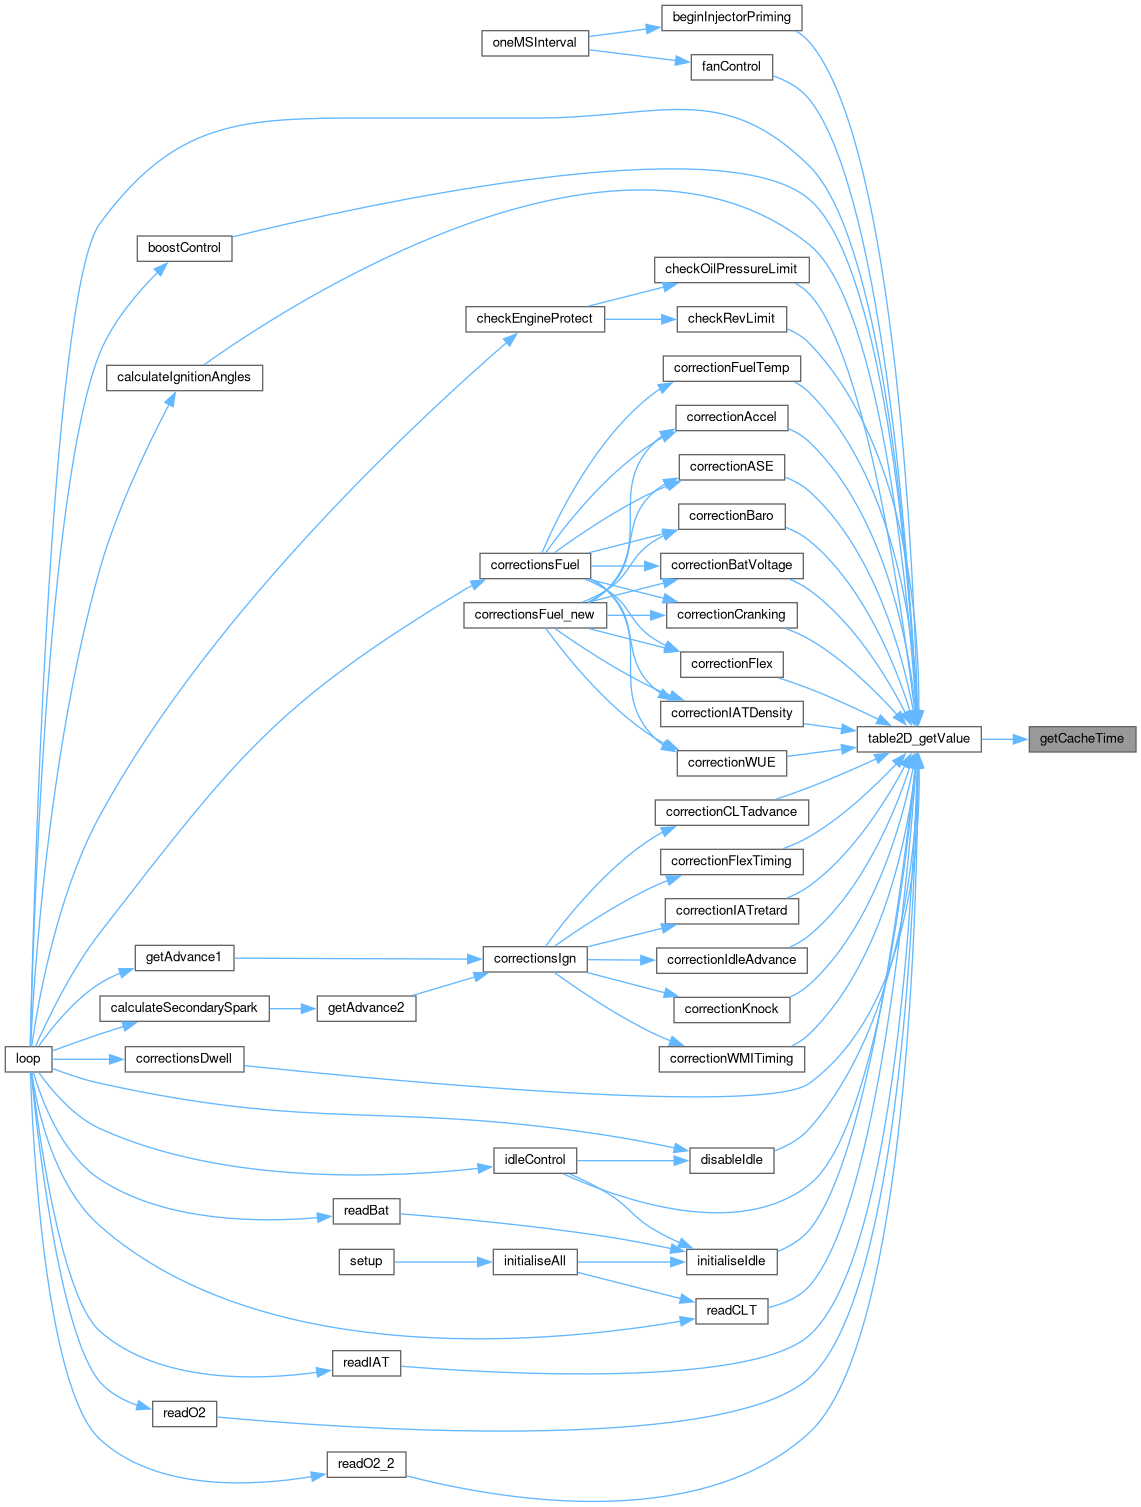 beginInjectorPriming
oneMSInterval
fanControl
boostControl
checkOilPressureLimit
checkEngineProtect
checkRevLimit
correctionFuelTemp
calculateIgnitionAngles
correctionAccel
correctionASE
correctionBaro
correctionsFuel
correctionBatVoltage
correctionsFuel_new
correctionCranking
correctionFlex
correctionIATDensity
table2D_getValue
getCacheTime
correctionWUE
correctionCLTadvance
correctionFlexTiming
correctionIATretard
getAdvance1
correctionsIgn
correctionIdleAdvance
calculateSecondarySpark
getAdvance2
correctionKnock
loop
correctionsDwell
correctionWMITiming
idleControl
disableIdle
readBat
setup
initialiseAll
initialiseIdle
readCLT
readIAT
readO2
readO2_2